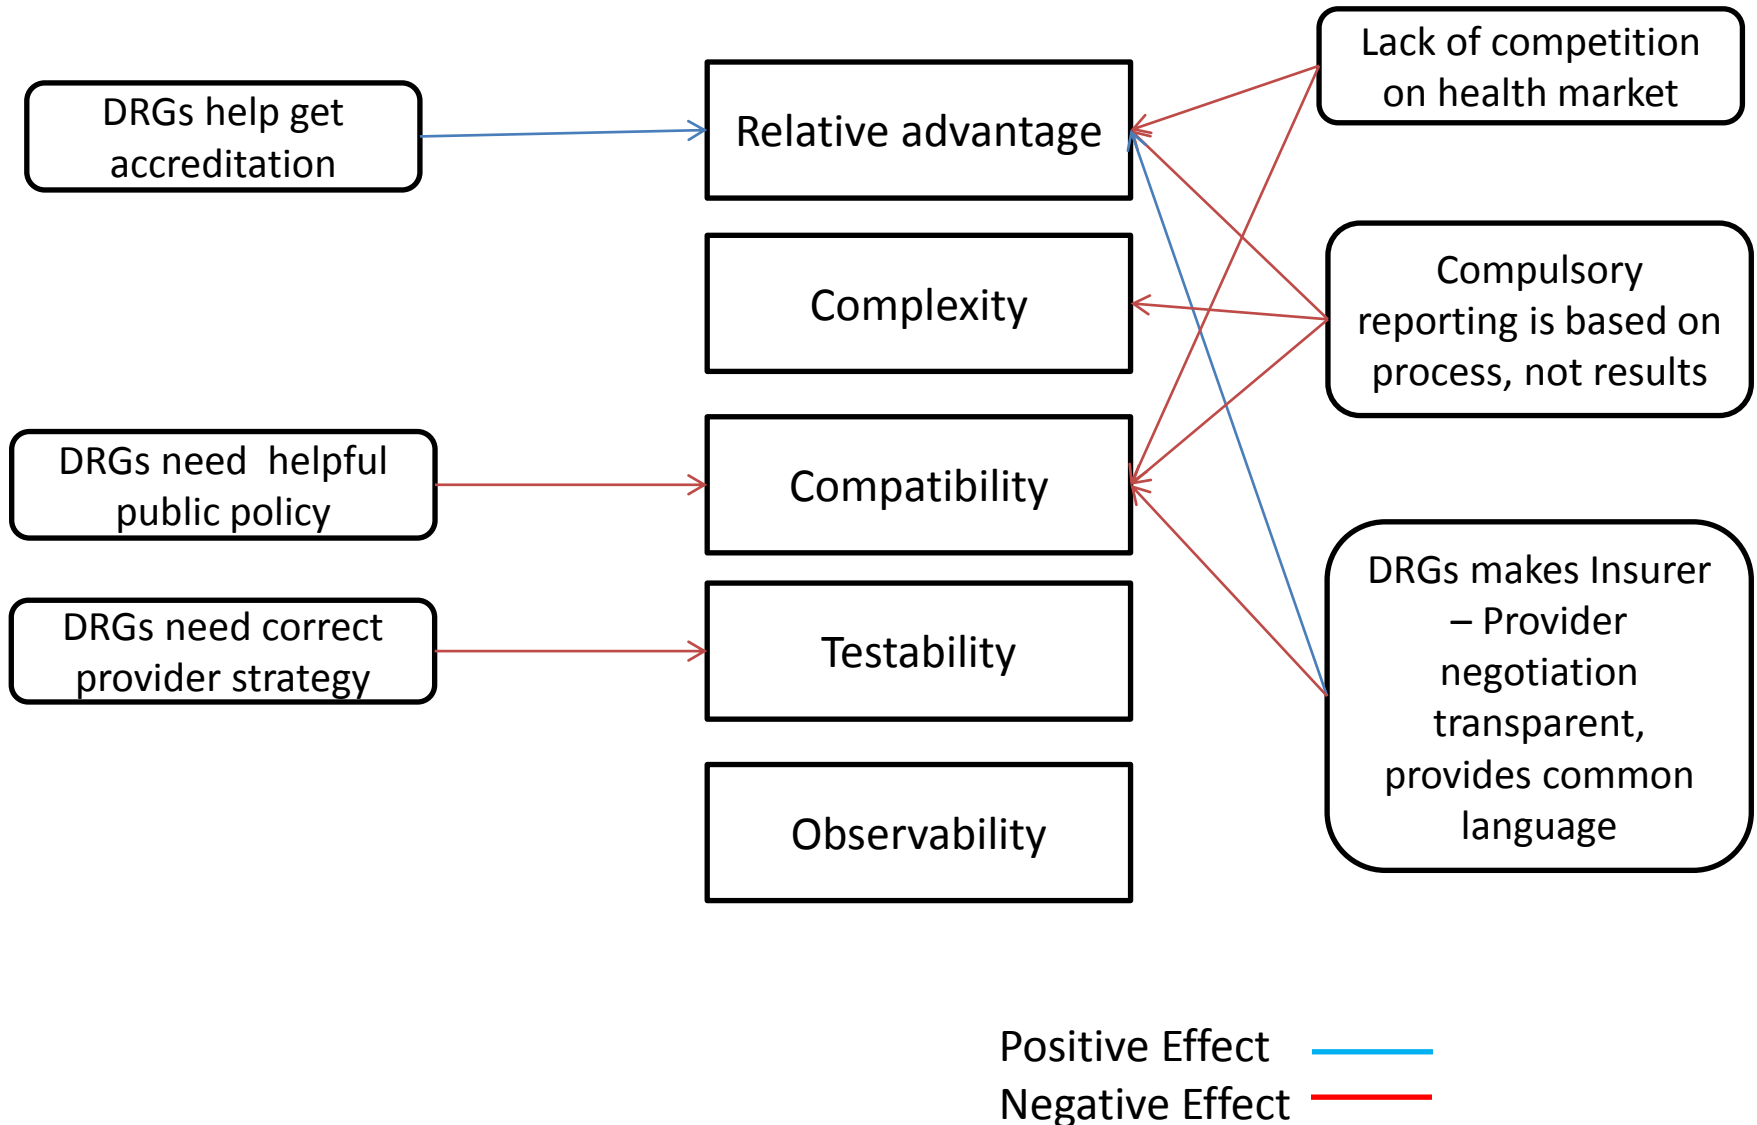 DRGs help get
accreditation
DRGs need  helpful
public policy
DRGs need correct
provider strategy
Relative advantage
Complexity
Compatibility
Testability
Observability
Lack of competition
on health market
Compulsory
reporting is based on
process, not results
DRGs makes Insurer
– Provider
negotiation
transparent,
provides common
language
Positive Effect
Negative Effect